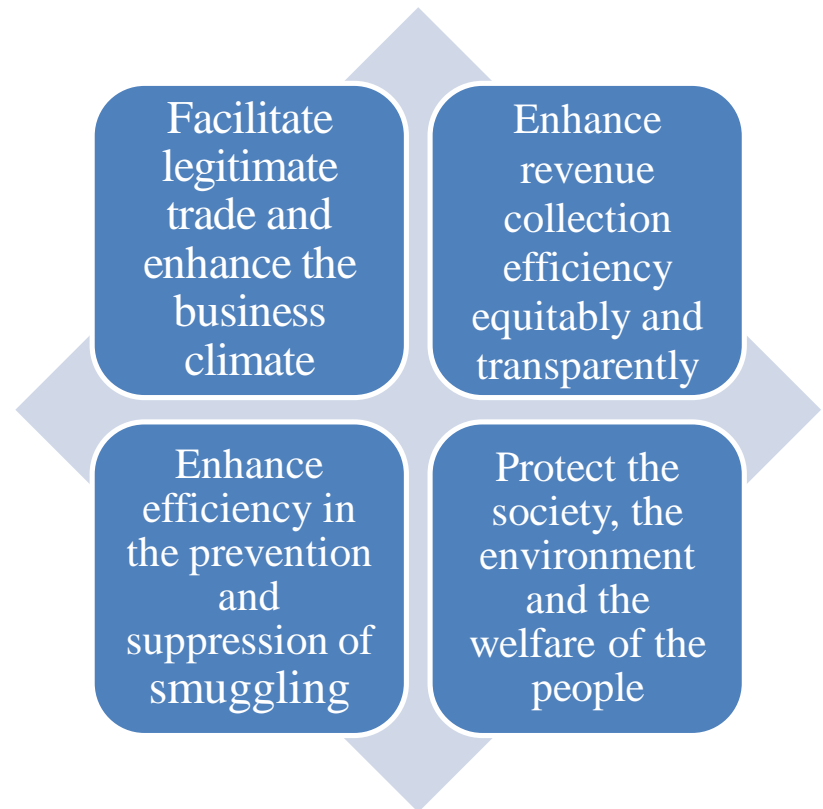 Facilitate
legitimate
trade and
enhance the
business
climate
Enhance
revenue
collection
efficiency
equitably and
transparently
Enhance
efficiency in
the prevention
and
suppression of
smuggling
Protect the
society, the
environment
and the
welfare of the
people